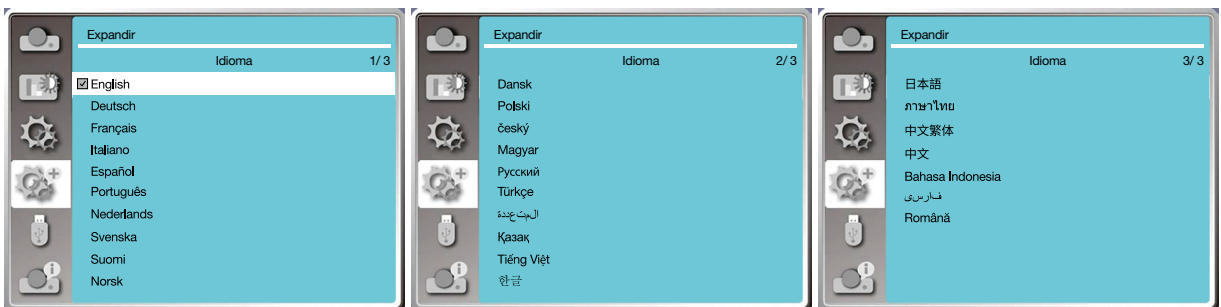 Expandir
Idioma 1/3
English
Deutsch
Français
Italiano
Español
Português
Nederlands
Svenska
Suomi
Norsk
Expandir
Idioma 2/3
Dansk
Polski
český
Magyar
Русский
Türkçe
المتعددة
Қазақ
Tiếng Việt
한글
Expandir
Idioma 3/3
日本語
ภาษาไทย
中文繁体
中文
Bahasa Indonesia
فارسی
Română